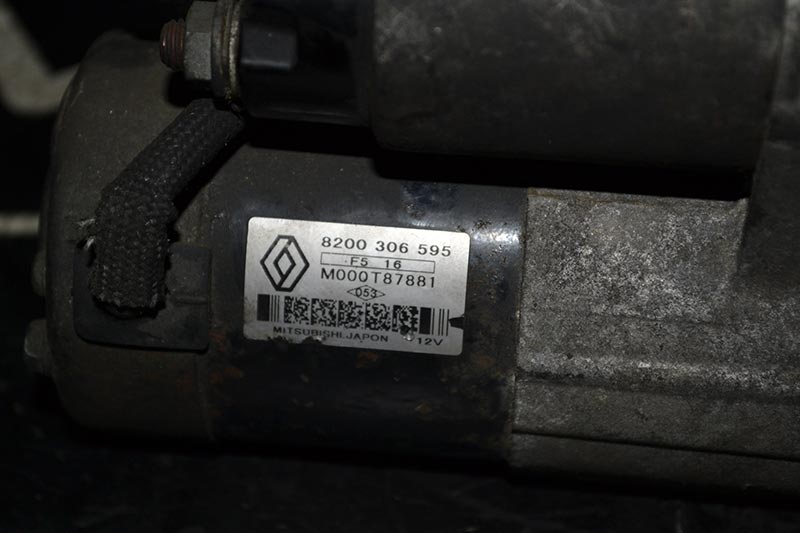 8200 306 595
F5 16
M000T87881
D53
MITSUBISHI.JAPON 12V